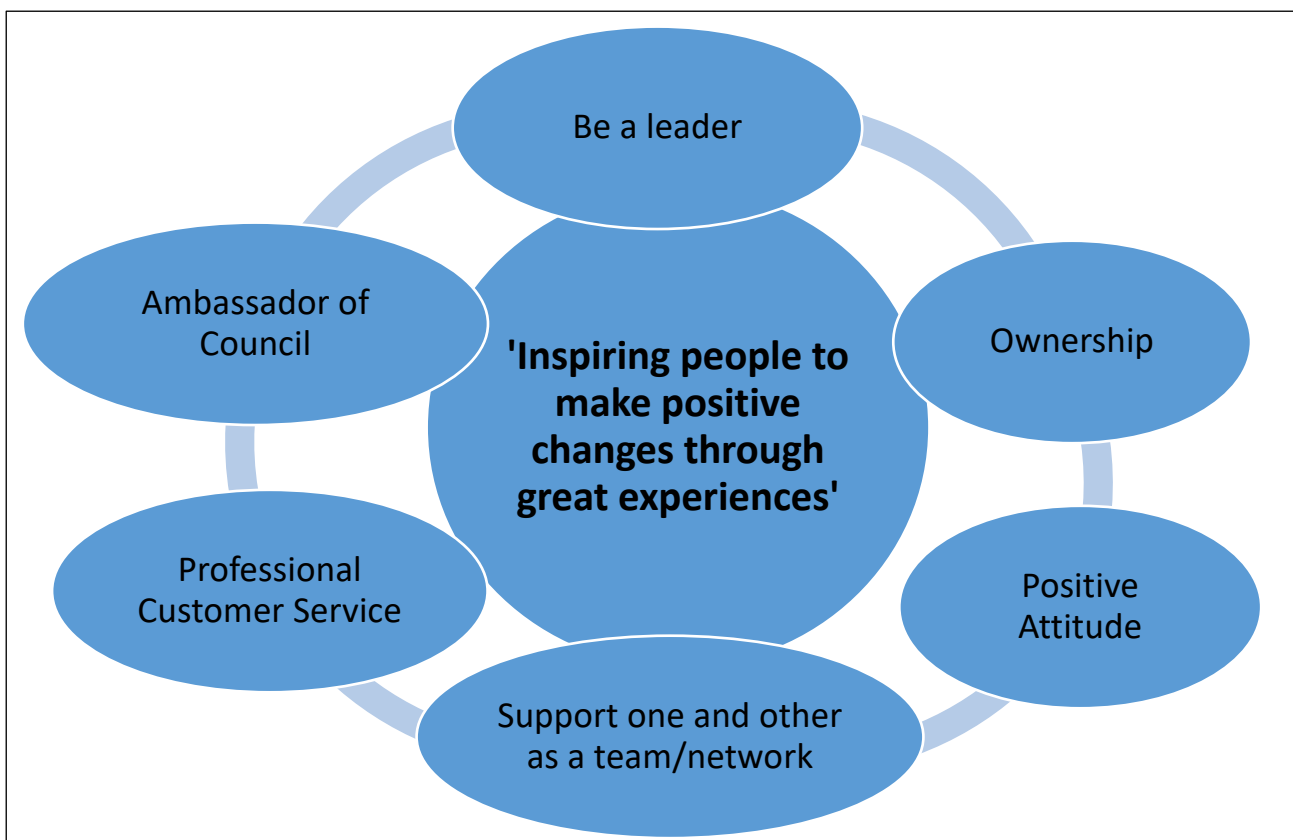 Be a leader
Ownership
Positive
Attitude
Support one and other
as a team/network
Professional
Customer Service
Ambassador of
Council
'Inspiring people to
make positive
changes through
great experiences'